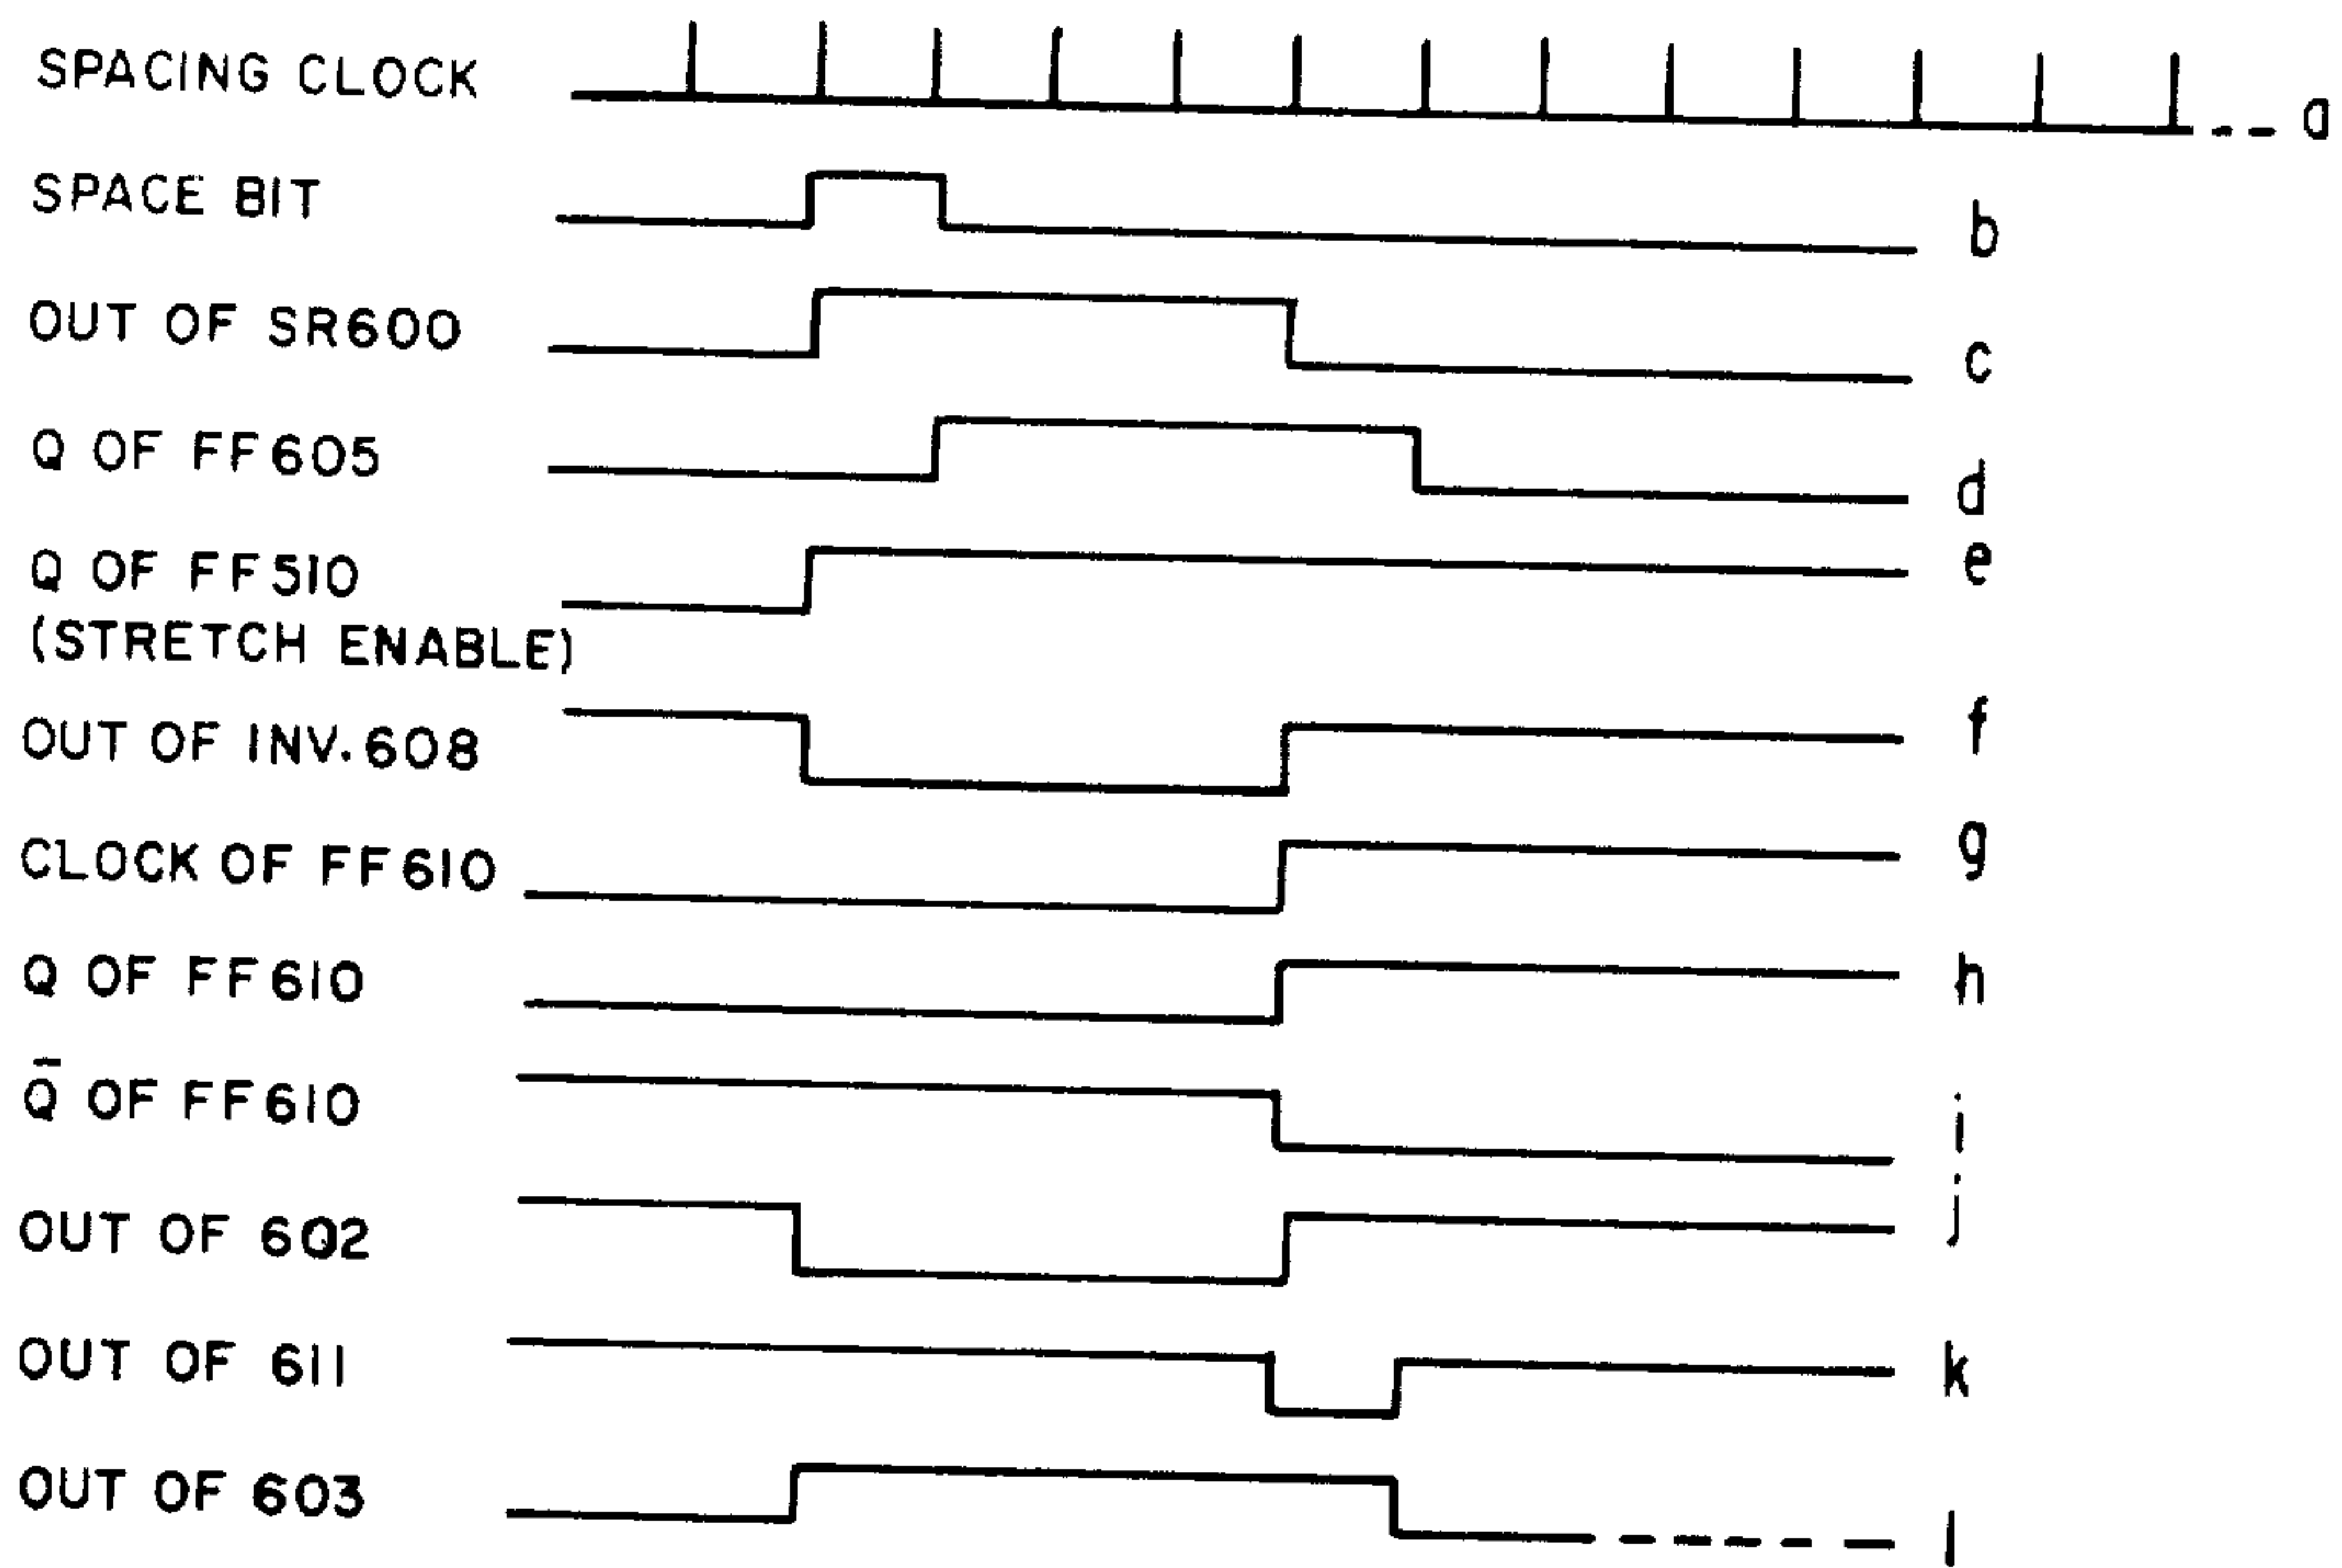 SPACING CLOCK a
SPACE BIT b
OUT OF SR600 c
Q OF FF605 d
Q OF FF510 e
(STRETCH ENABLE)
OUT OF INV. 608 f
CLOCK OF FF610 g
Q OF FF610 h
Q̄ OF FF610 i
OUT OF 602 j
OUT OF 611 k
OUT OF 603 l